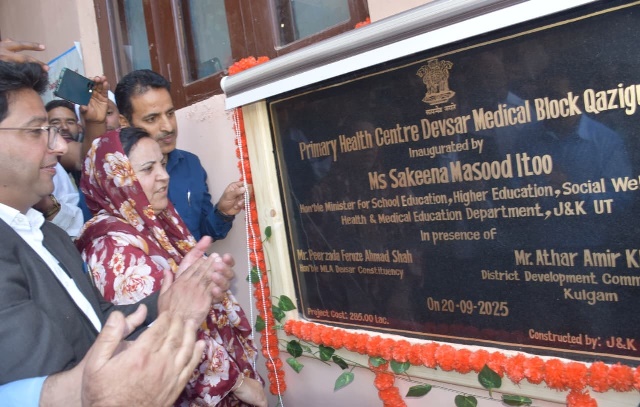 Primary Health Centre Devsar Medical Block Qazigu
Inaugurated by
Ms Sakeena Masood Itoo
Hon'ble Minister For School Education, Higher Education, Social Wel
Health & Medical Education Department, J&K UT
In presence of
Mr. Peerzada Feroze Ahmad Shah
Hon'ble MLA Devsar Constituency
Mr. Athar Amir K
District Development Comm
Kulgam
On 20-09-2025
Project Cost: 285.00 Lac.
Constructed by: J&K